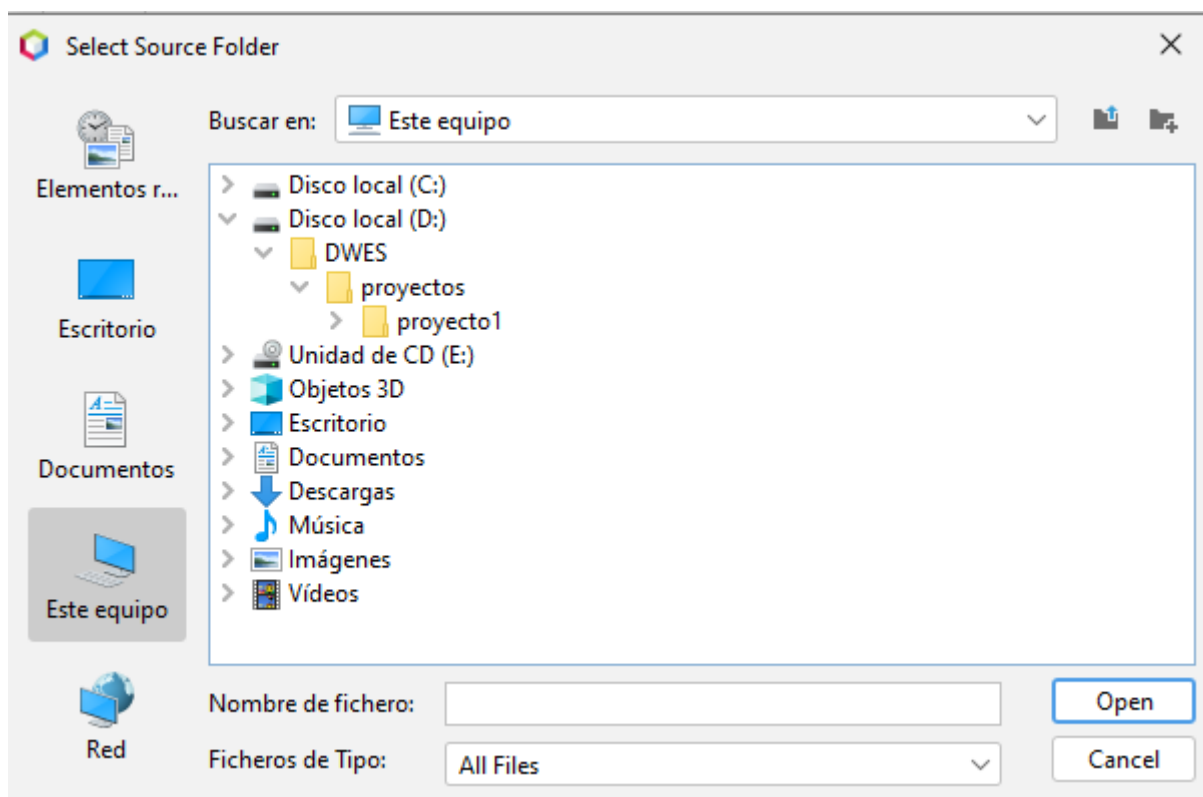 Select Source Folder
Buscar en:
Este equipo
Elementos r...
Escritorio
Documentos
Este equipo
Red
Disco local (C:)
Disco local (D:)
DWES
proyectos
proyecto1
Unidad de CD (E:)
Objetos 3D
Escritorio
Documentos
Descargas
Música
Imágenes
Vídeos
Nombre de fichero:
Open
Ficheros de Tipo:
All Files
Cancel